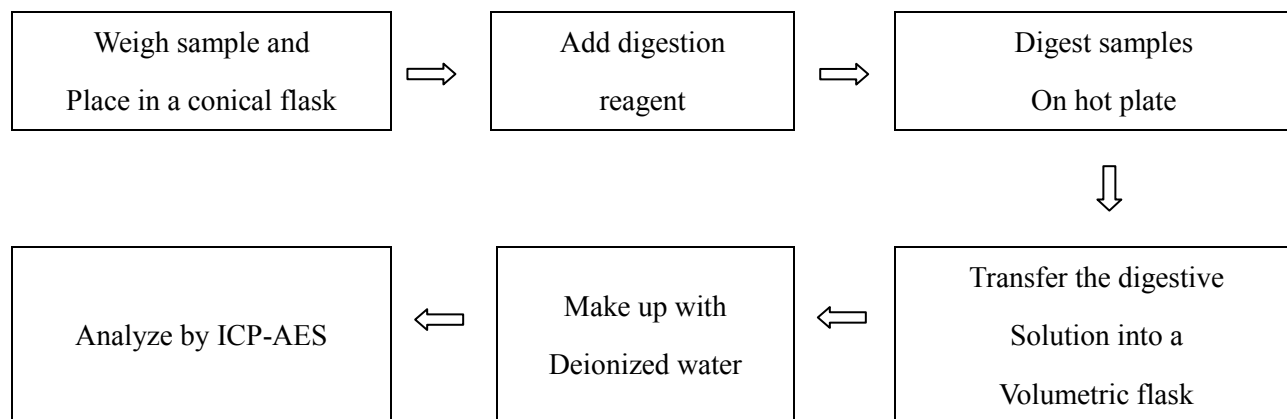 Weigh sample and
Place in a conical flask
Add digestion
reagent
Digest samples
On hot plate
Transfer the digestive
Solution into a
Volumetric flask
Make up with
Deionized water
Analyze by ICP-AES